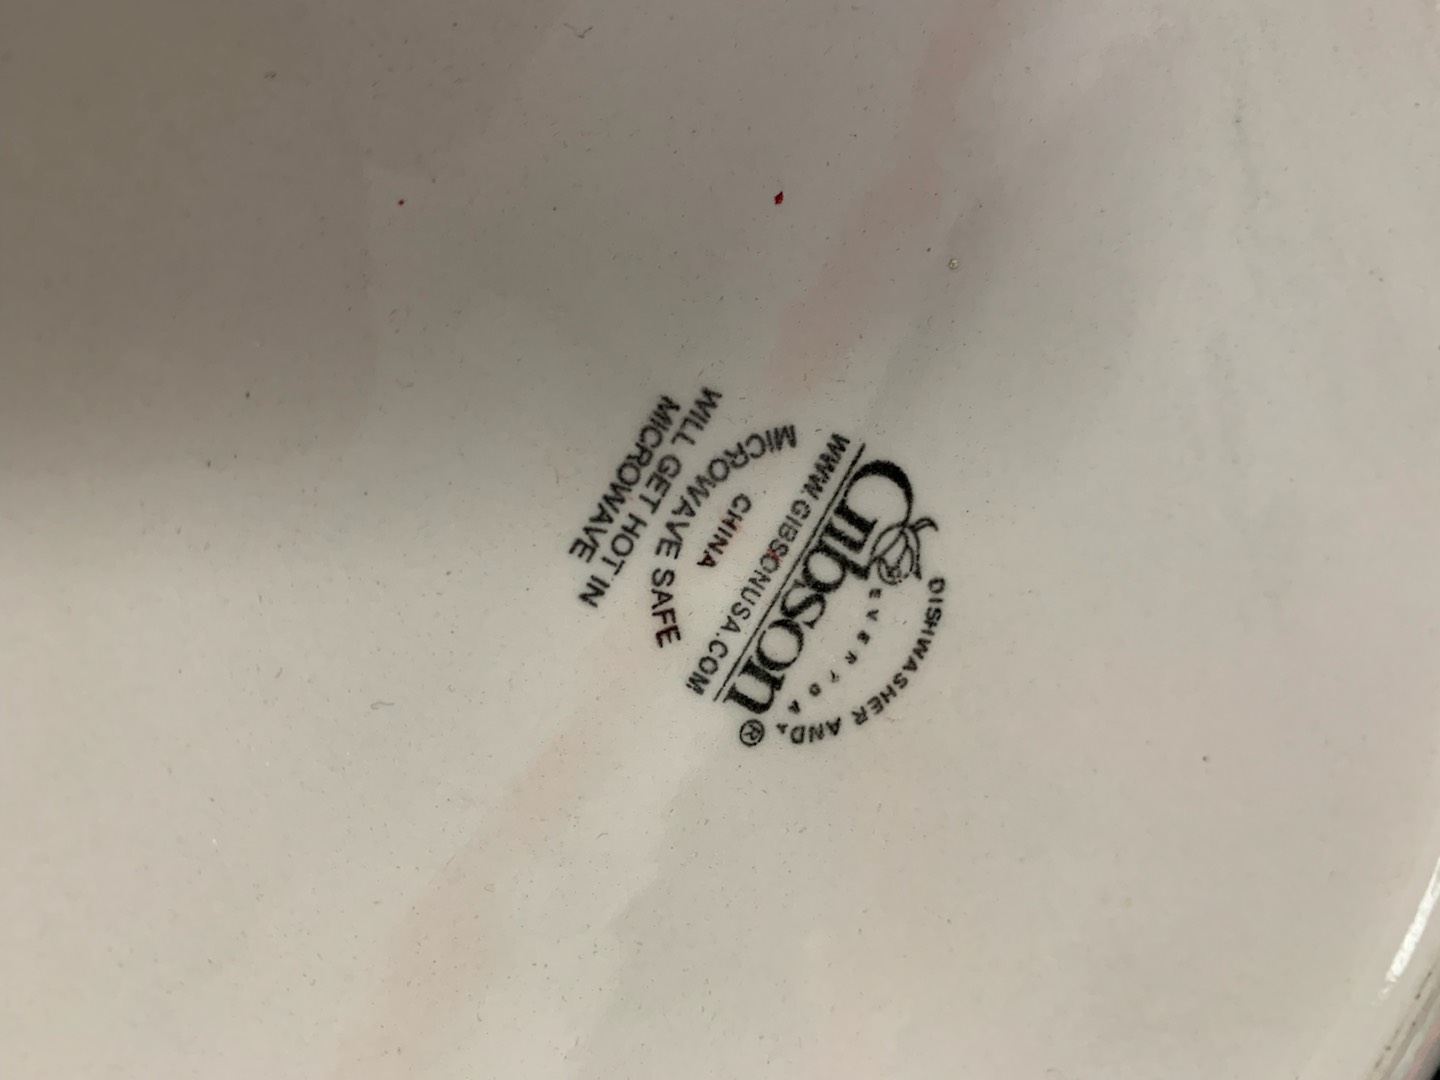 DISHWASHER AND
EVERYDAY
Gibson®
WWW.GIBSONUSA.COM
CHINA
MICROWAVE SAFE
WILL GET HOT IN
MICROWAVE